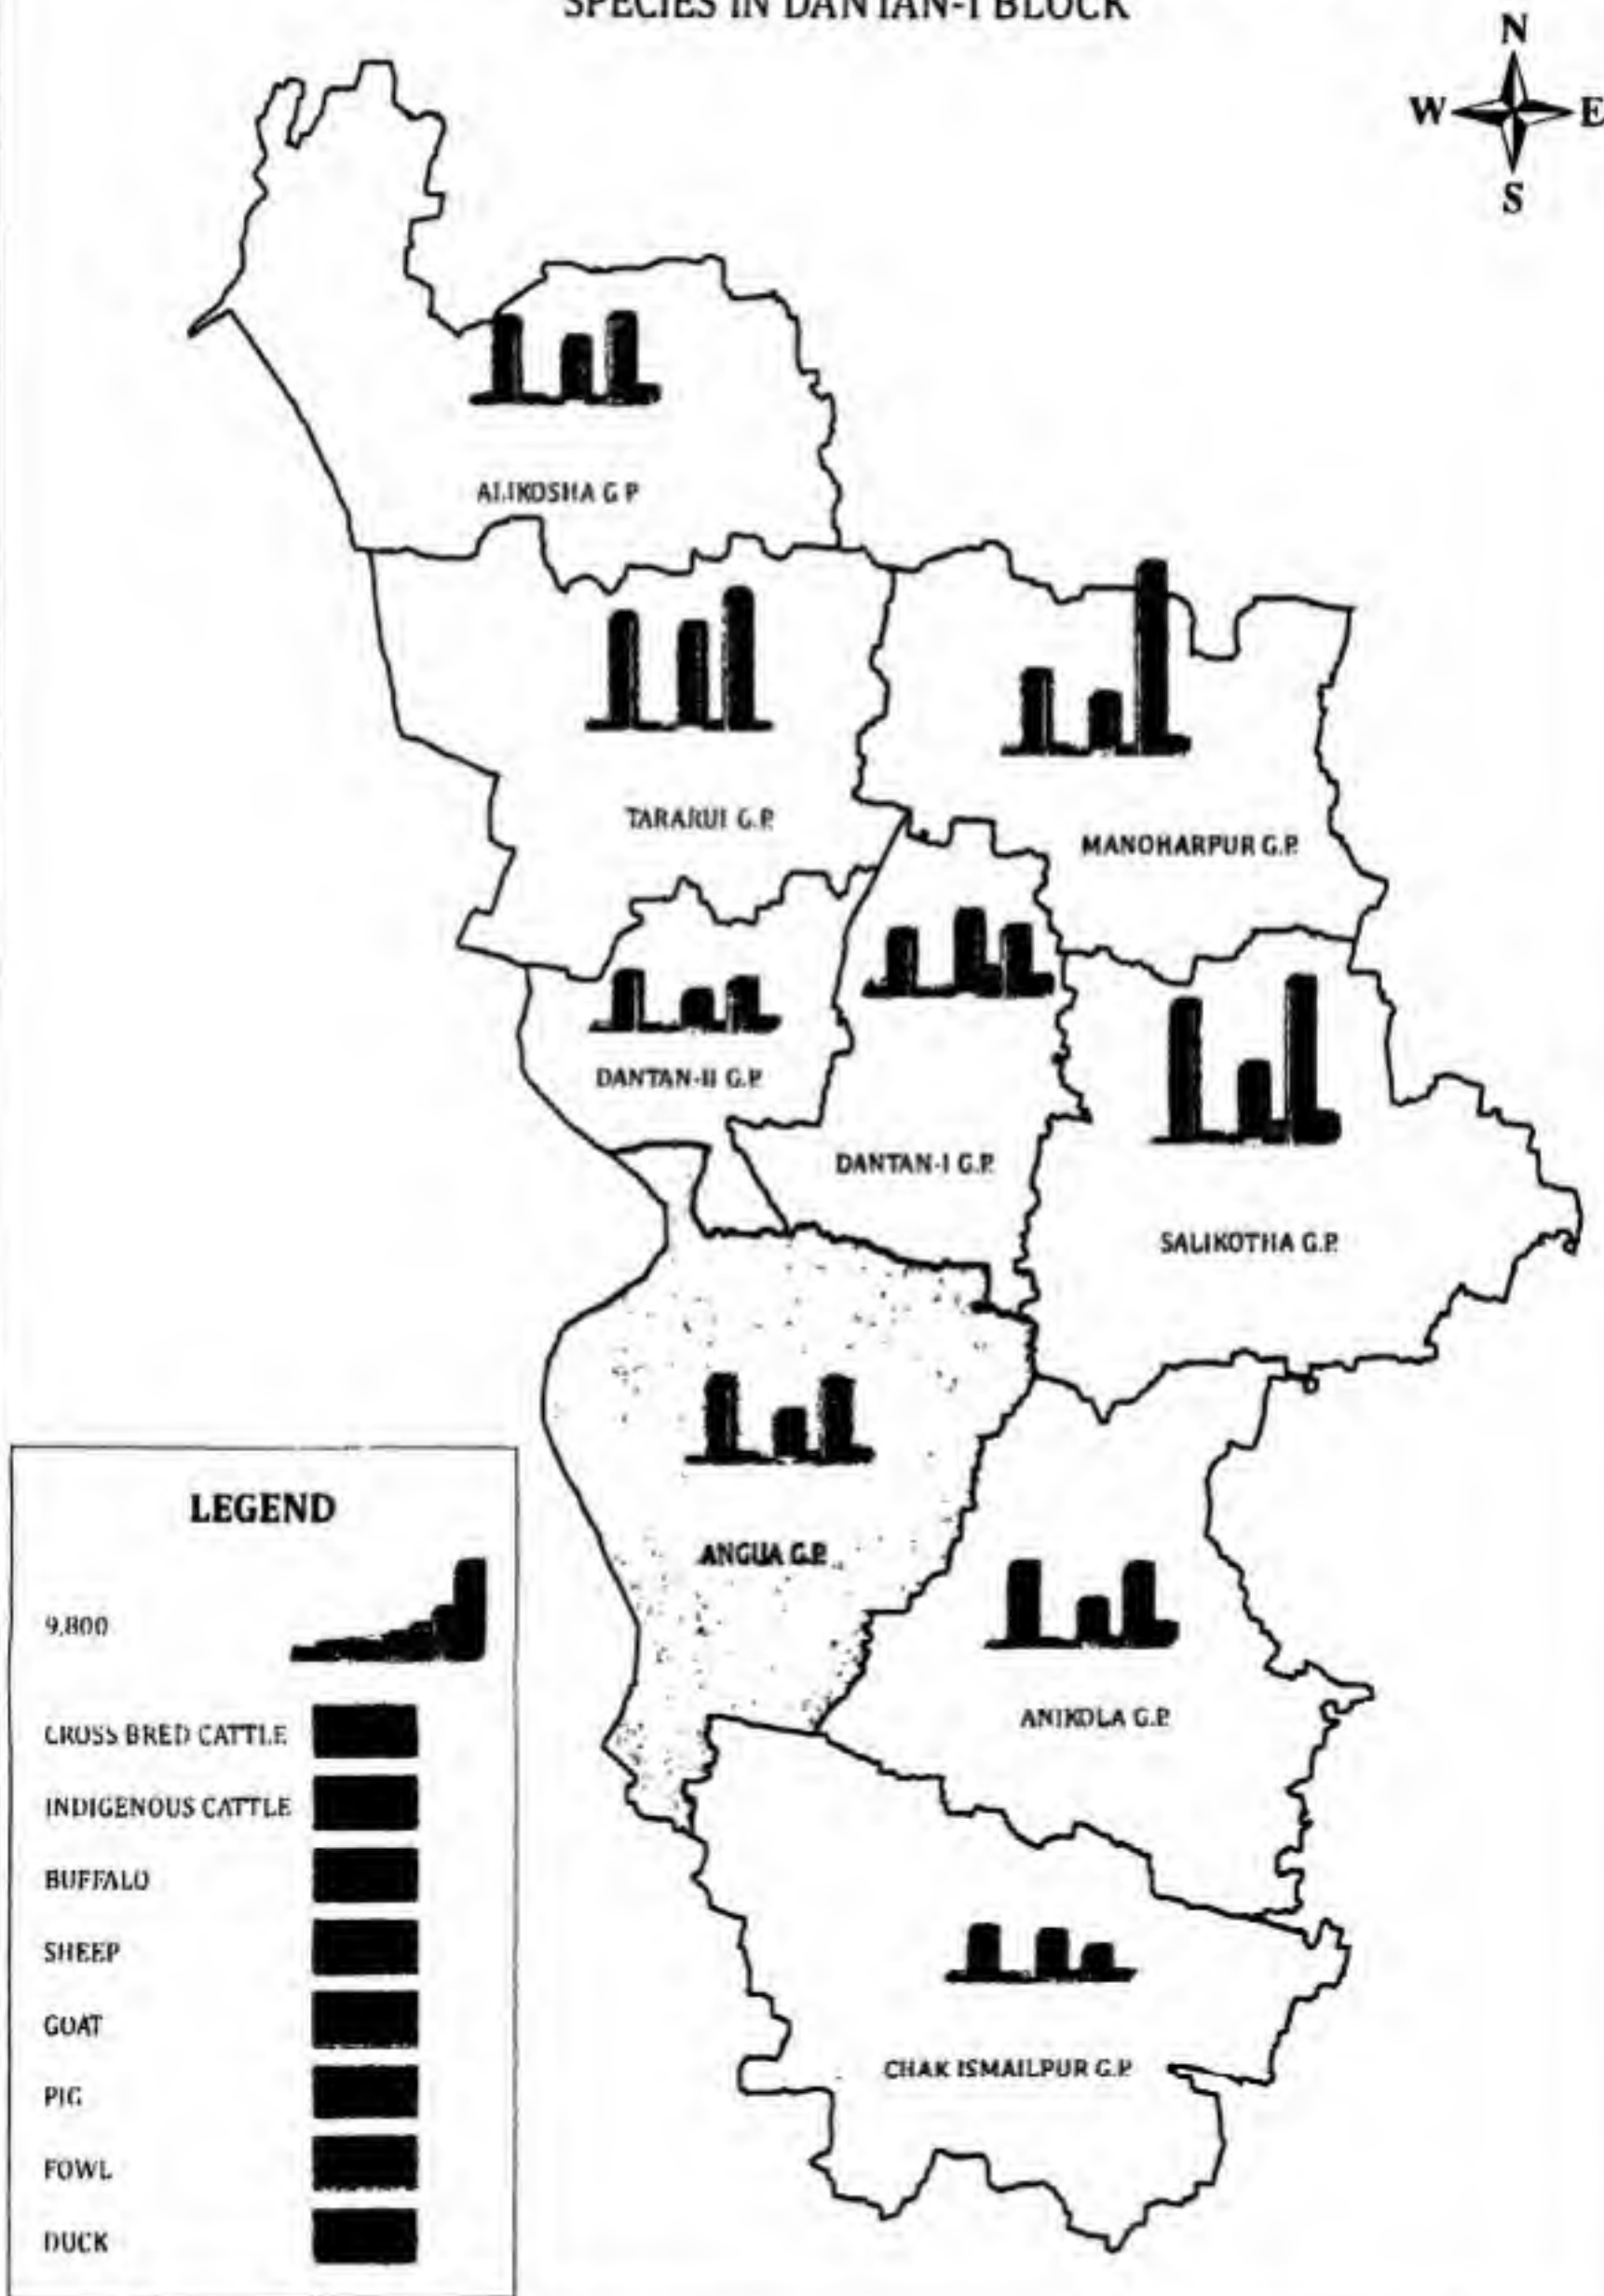 SPECIES IN DANTAN-I BLOCK
N
W E
S
ALIKOSHA G P
TARARUI G.P.
MANOHARPUR G.P.
DANTAN-II G.P.
DANTAN-I G.P.
SALIKOTHA G.P.
ANGUA G.P.
ANIKOLA G.P.
CHAK ISMAILPUR G.P.
LEGEND
9,800
CROSS BRED CATTLE
INDIGENOUS CATTLE
BUFFALO
SHEEP
GOAT
PIG
FOWL
DUCK